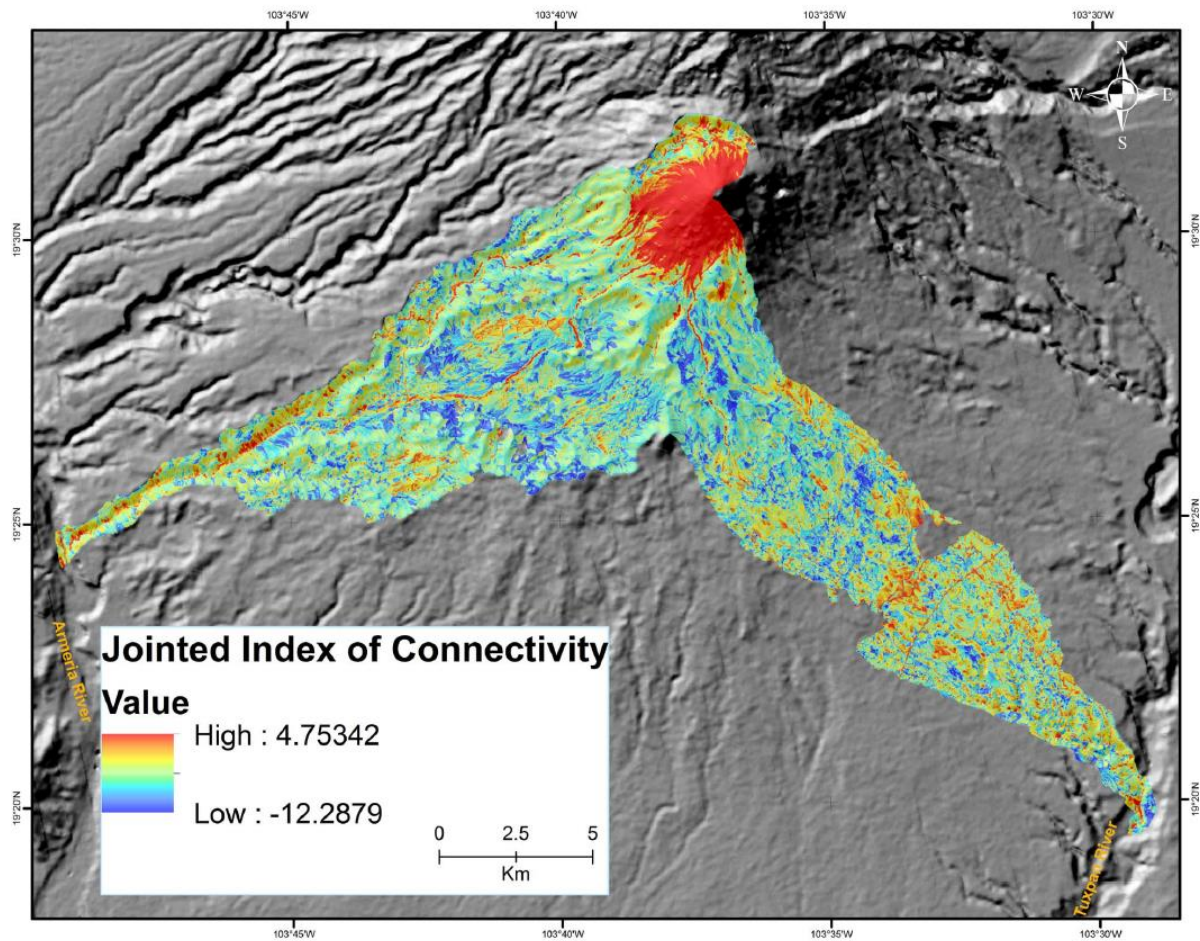 103°45'W 103°40'W 103°35'W 103°30'W
N
W E
S
19°30'N 19°30'N
19°25'N 19°25'N
Armería River
Jointed Index of Connectivity
Value
High : 4.75342
Low : -12.2879
0 2.5 5
Km
19°20'N 19°20'N
Tuxpan River
103°45'W 103°40'W 103°35'W 103°30'W